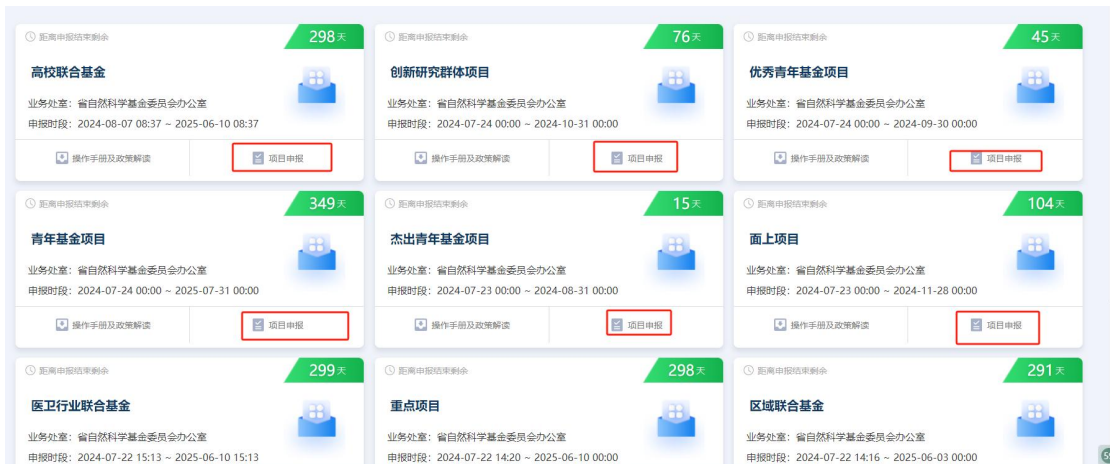 距离申报结束剩余 298天
高校联合基金
业务处室：省自然科学基金委员会办公室
申报时段：2024-08-07 08:37 ~ 2025-06-10 08:37
操作手册及政策解读 项目申报
距离申报结束剩余 76天
创新研究群体项目
业务处室：省自然科学基金委员会办公室
申报时段：2024-07-24 00:00 ~ 2024-10-31 00:00
操作手册及政策解读 项目申报
距离申报结束剩余 45天
优秀青年基金项目
业务处室：省自然科学基金委员会办公室
申报时段：2024-07-24 00:00 ~ 2024-09-30 00:00
操作手册及政策解读 项目申报
距离申报结束剩余 349天
青年基金项目
业务处室：省自然科学基金委员会办公室
申报时段：2024-07-24 00:00 ~ 2025-07-31 00:00
操作手册及政策解读 项目申报
距离申报结束剩余 15天
杰出青年基金项目
业务处室：省自然科学基金委员会办公室
申报时段：2024-07-23 00:00 ~ 2024-08-31 00:00
操作手册及政策解读 项目申报
距离申报结束剩余 104天
面上项目
业务处室：省自然科学基金委员会办公室
申报时段：2024-07-23 00:00 ~ 2024-11-28 00:00
操作手册及政策解读 项目申报
距离申报结束剩余 299天
医卫行业联合基金
业务处室：省自然科学基金委员会办公室
申报时段：2024-07-22 15:13 ~ 2025-06-10 15:13
距离申报结束剩余 298天
重点项目
业务处室：省自然科学基金委员会办公室
申报时段：2024-07-22 14:20 ~ 2025-06-10 00:00
距离申报结束剩余 291天
区域联合基金
业务处室：省自然科学基金委员会办公室
申报时段：2024-07-22 14:16 ~ 2025-06-03 00:00